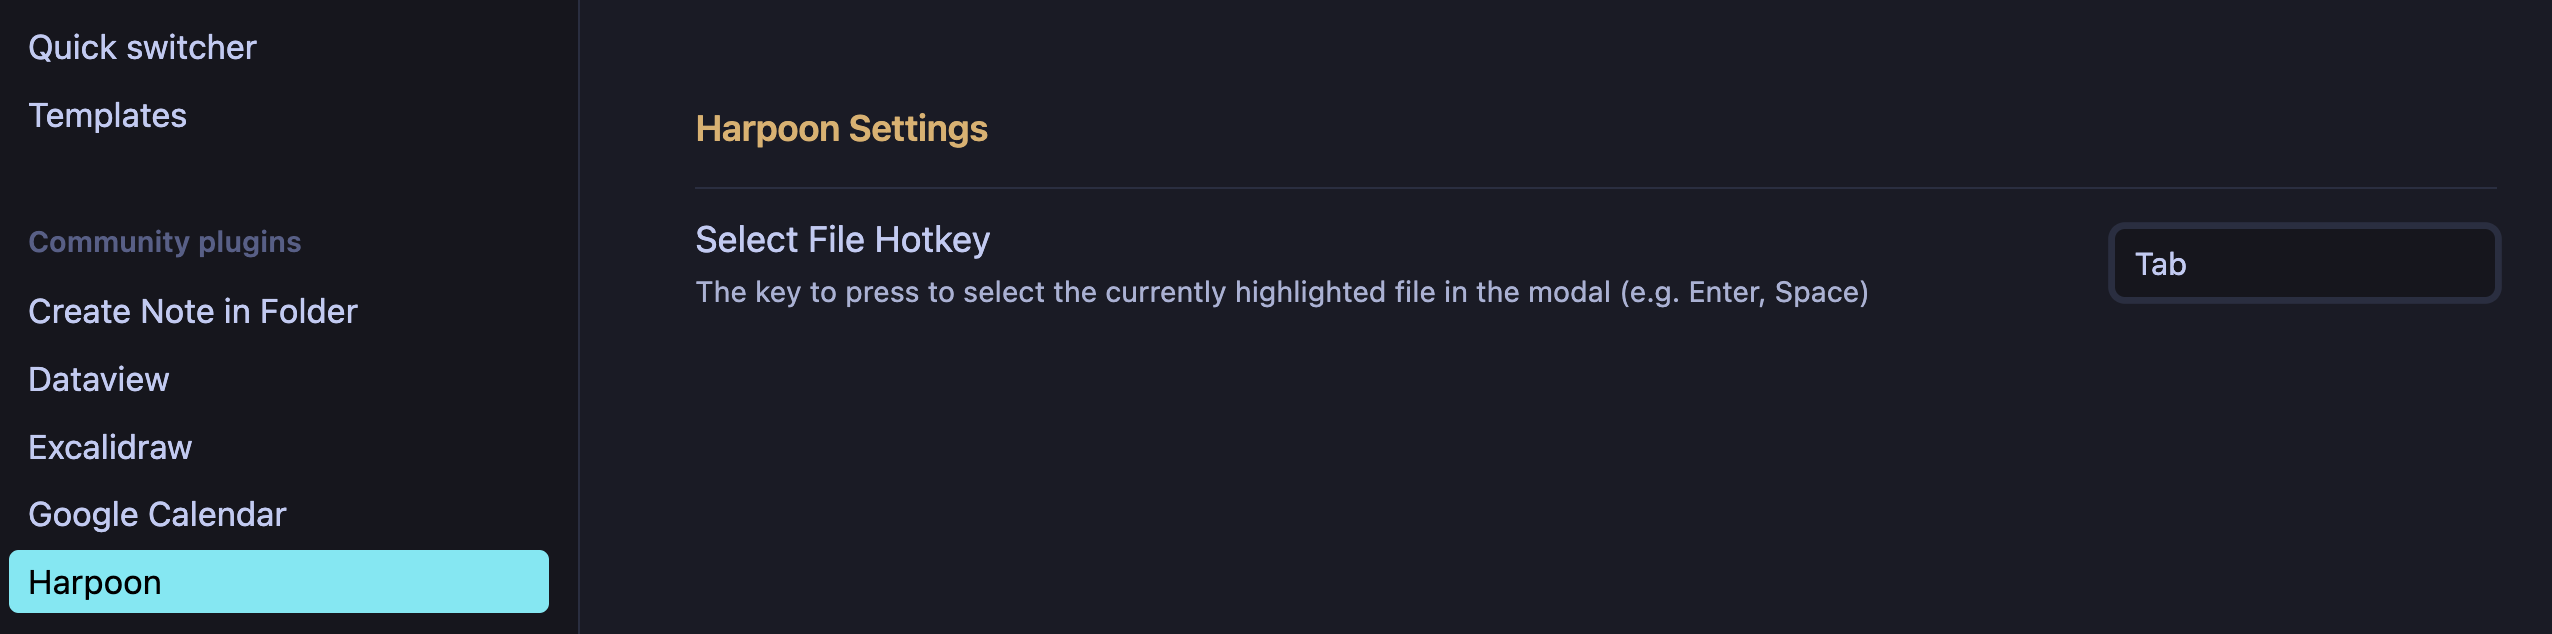 Quick switcher
Templates
Community plugins
Create Note in Folder
Dataview
Excalidraw
Google Calendar
Harpoon
Harpoon Settings
Select File Hotkey
The key to press to select the currently highlighted file in the modal (e.g. Enter, Space)
Tab